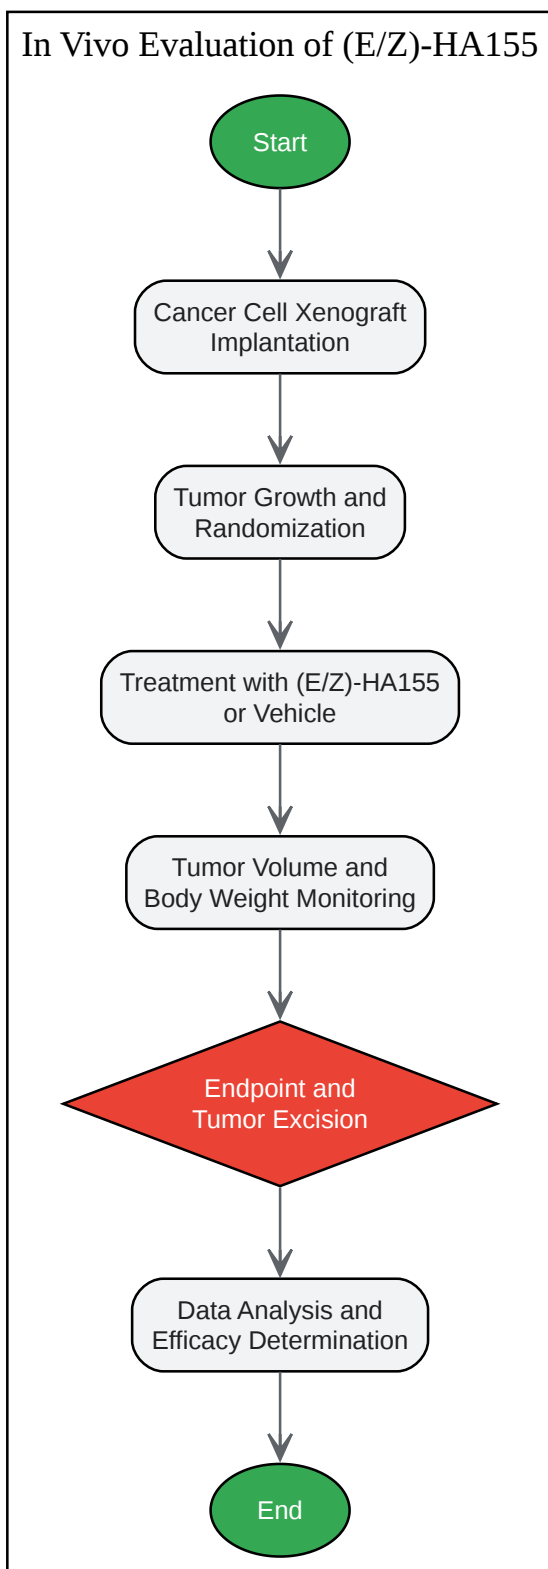 In Vivo Evaluation of (E/Z)-HA155
Start
Cancer Cell Xenograft
Implantation
Tumor Growth and
Randomization
Treatment with (E/Z)-HA155
or Vehicle
Tumor Volume and
Body Weight Monitoring
Endpoint and
Tumor Excision
Data Analysis and
Efficacy Determination
End